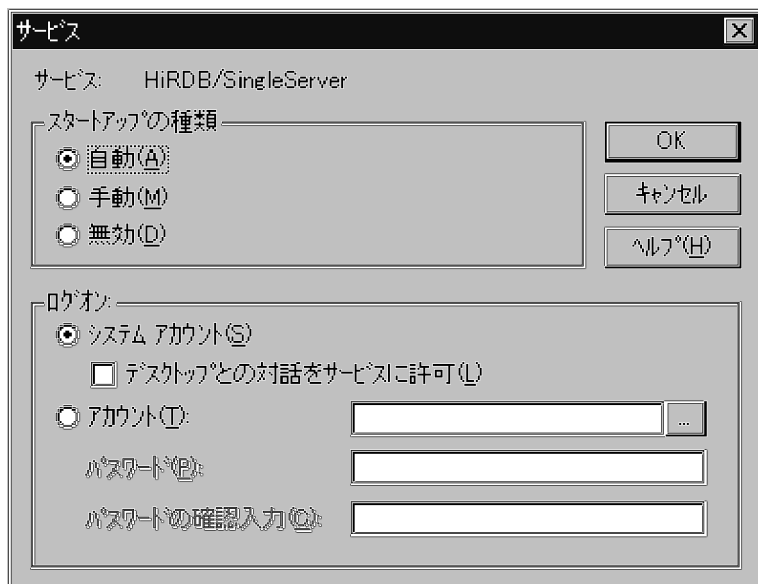 サービス
サービス: HiRDB/SingleServer
スタートアップの種類
自動(A)
手動(M)
無効(D)
OK
キャンセル
ヘルプ(H)
ログオン:
システム アカウント(S)
デスクトップとの対話をサービスに許可(L)
アカウント(T):
...
パスワード(P):
パスワードの確認入力(C):